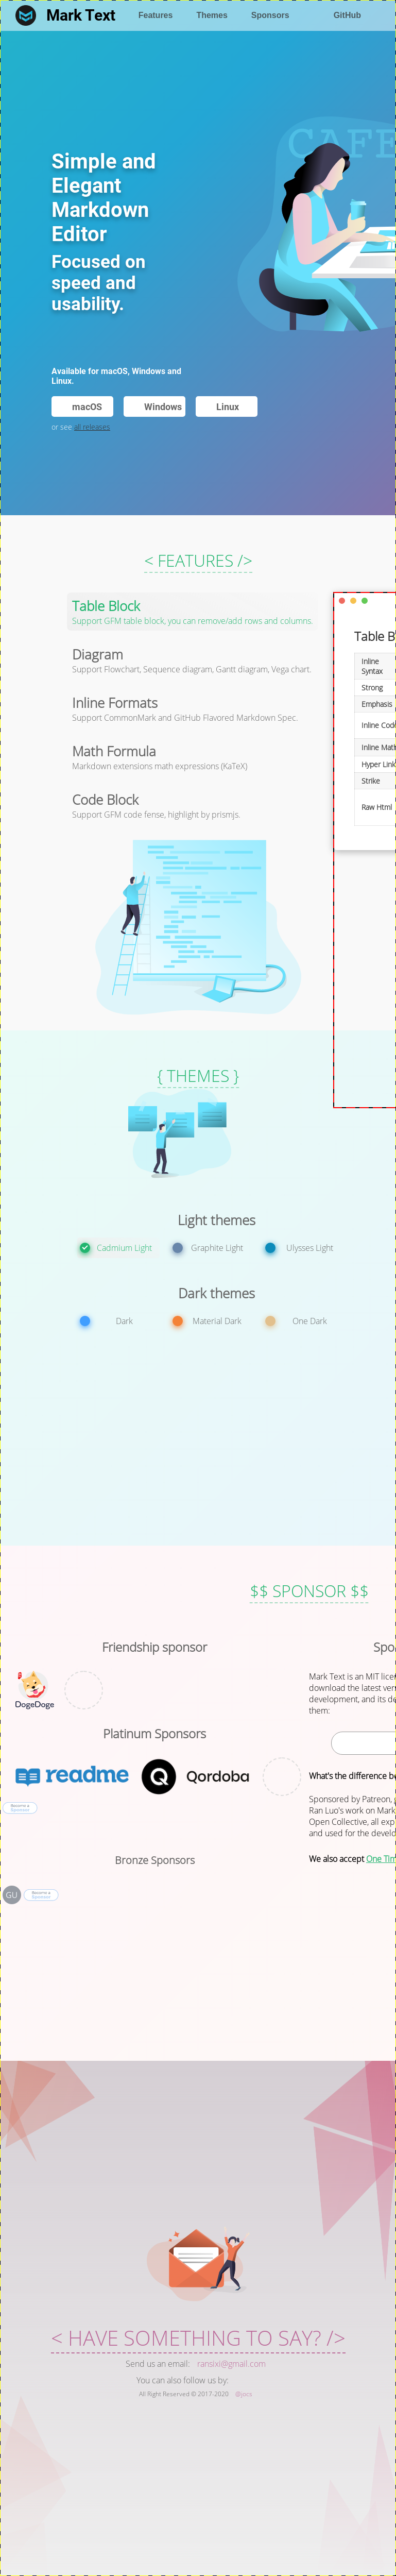 Mark Text
Features
Themes
Sponsors
GitHub
CAFE
Simple and
Elegant
Markdown
Editor
Focused on
speed and
usability.
Available for macOS, Windows and
Linux.
macOS
Windows
Linux
or see all releases
< FEATURES />
Table Block
Support GFM table block, you can remove/add rows and columns.
Diagram
Support Flowchart, Sequence diagram, Gantt diagram, Vega chart.
Inline Formats
Support CommonMark and GitHub Flavored Markdown Spec.
Math Formula
Markdown extensions math expressions (KaTeX)
Code Block
Support GFM code fense, highlight by prismjs.
Table B
Inline
Syntax
Strong
Emphasis
Inline Code
Inline Math
Hyper Link
Strike
Raw Html
{ THEMES }
Light themes
Cadmium Light
Graphite Light
Ulysses Light
Dark themes
Dark
Material Dark
One Dark
$$ SPONSOR $$
Friendship sponsor
DogeDoge
Platinum Sponsors
readme
Qordoba
Become a
Sponsor
Bronze Sponsors
GU
Become a
Sponsor
Spo
Mark Text is an MIT lice
download the latest ver
development, and its de
them:
What's the difference be
Sponsored by Patreon,
Ran Luo's work on Mark
Open Collective, all exp
and used for the develo
We also accept One Tim
< HAVE SOMETHING TO SAY? />
Send us an email: ransixi@gmail.com
You can also follow us by:
All Right Reserved © 2017-2020 @Jocs